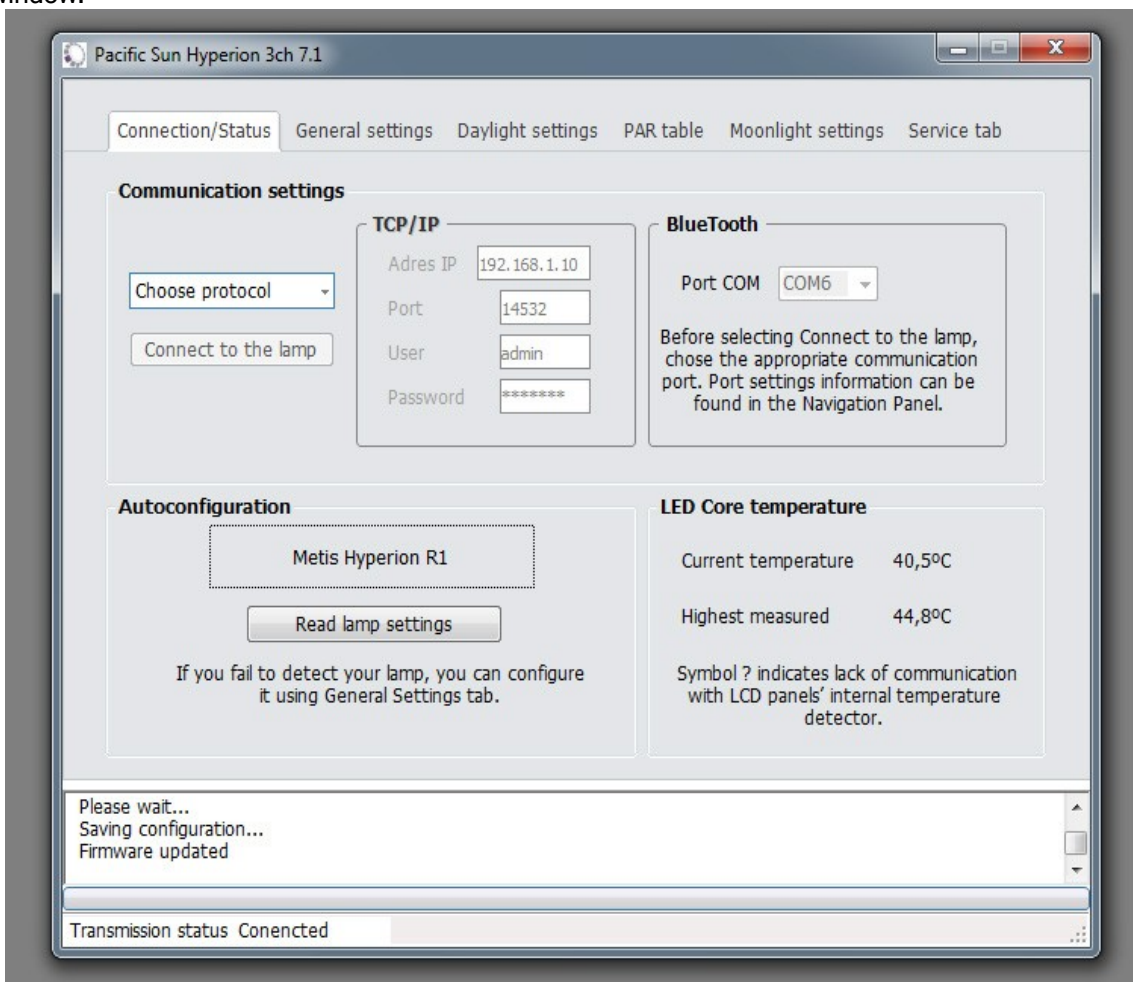 window.
Pacific Sun Hyperion 3ch 7.1
Connection/Status General settings Daylight settings PAR table Moonlight settings Service tab
Communication settings
Choose protocol
Connect to the lamp
TCP/IP
Adres IP 192.168.1.10
Port 14532
User admin
Password *******
BlueTooth
Port COM COM6
Before selecting Connect to the lamp,
chose the appropriate communication
port. Port settings information can be
found in the Navigation Panel.
Autoconfiguration
Metis Hyperion R1
Read lamp settings
If you fail to detect your lamp, you can configure
it using General Settings tab.
LED Core temperature
Current temperature 40,5ºC
Highest measured 44,8ºC
Symbol ? indicates lack of communication
with LCD panels’ internal temperature
detector.
Please wait...
Saving configuration...
Firmware updated
Transmission status Conencted